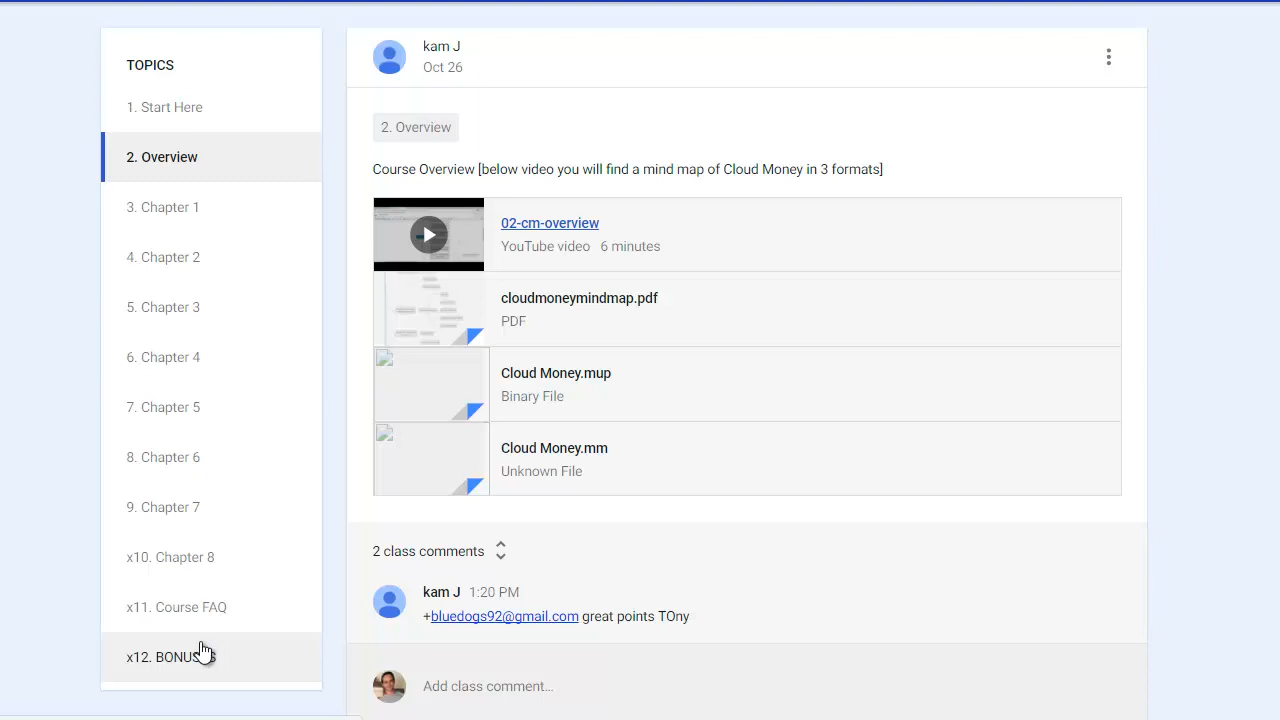 TOPICS
1. Start Here
2. Overview
3. Chapter 1
4. Chapter 2
5. Chapter 3
6. Chapter 4
7. Chapter 5
8. Chapter 6
9. Chapter 7
x10. Chapter 8
x11. Course FAQ
x12. BONUS
kam J
Oct 26
2. Overview
Course Overview [below video you will find a mind map of Cloud Money in 3 formats]
02-cm-overview
YouTube video 6 minutes
cloudmoneymindmap.pdf
PDF
Cloud Money.mup
Binary File
Cloud Money.mm
Unknown File
2 class comments
kam J 1:20 PM
+bluedogs92@gmail.com great points TOny
Add class comment...